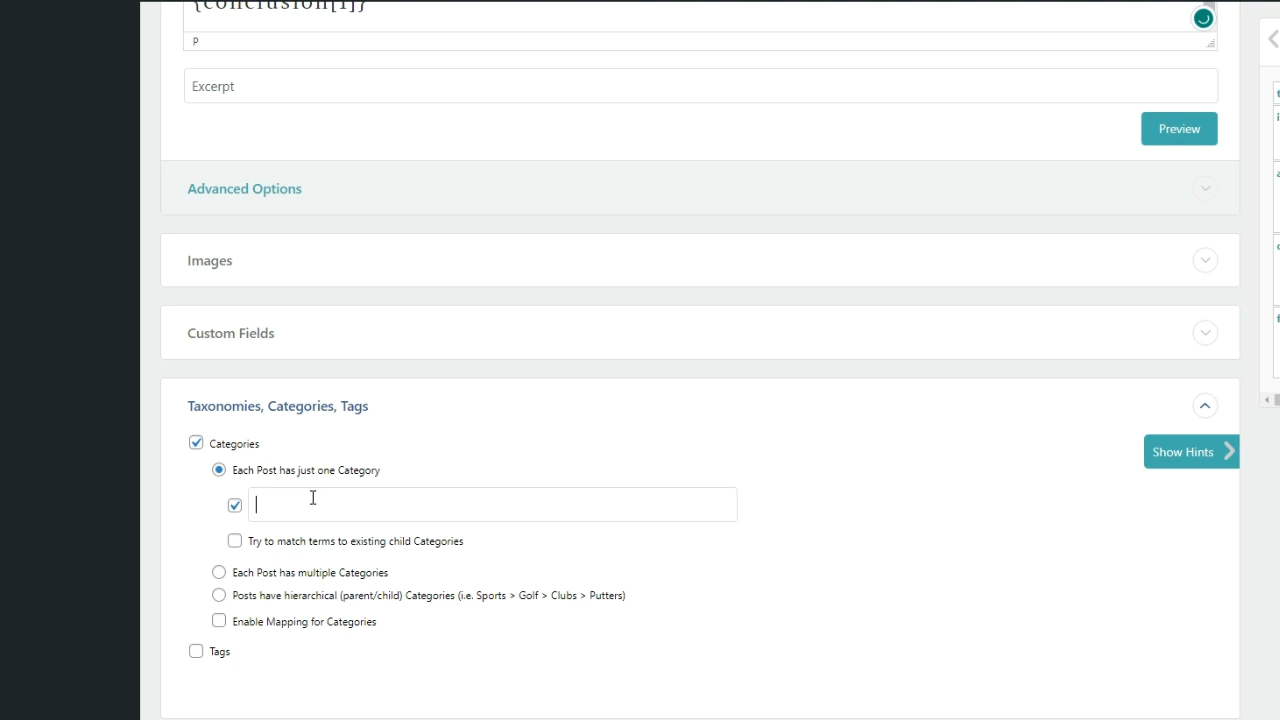 {conclusion[1]}
P
Excerpt
Preview
Advanced Options
Images
Custom Fields
Taxonomies, Categories, Tags
Categories
Show Hints
Each Post has just one Category
Try to match terms to existing child Categories
Each Post has multiple Categories
Posts have hierarchical (parent/child) Categories (i.e. Sports > Golf > Clubs > Putters)
Enable Mapping for Categories
Tags